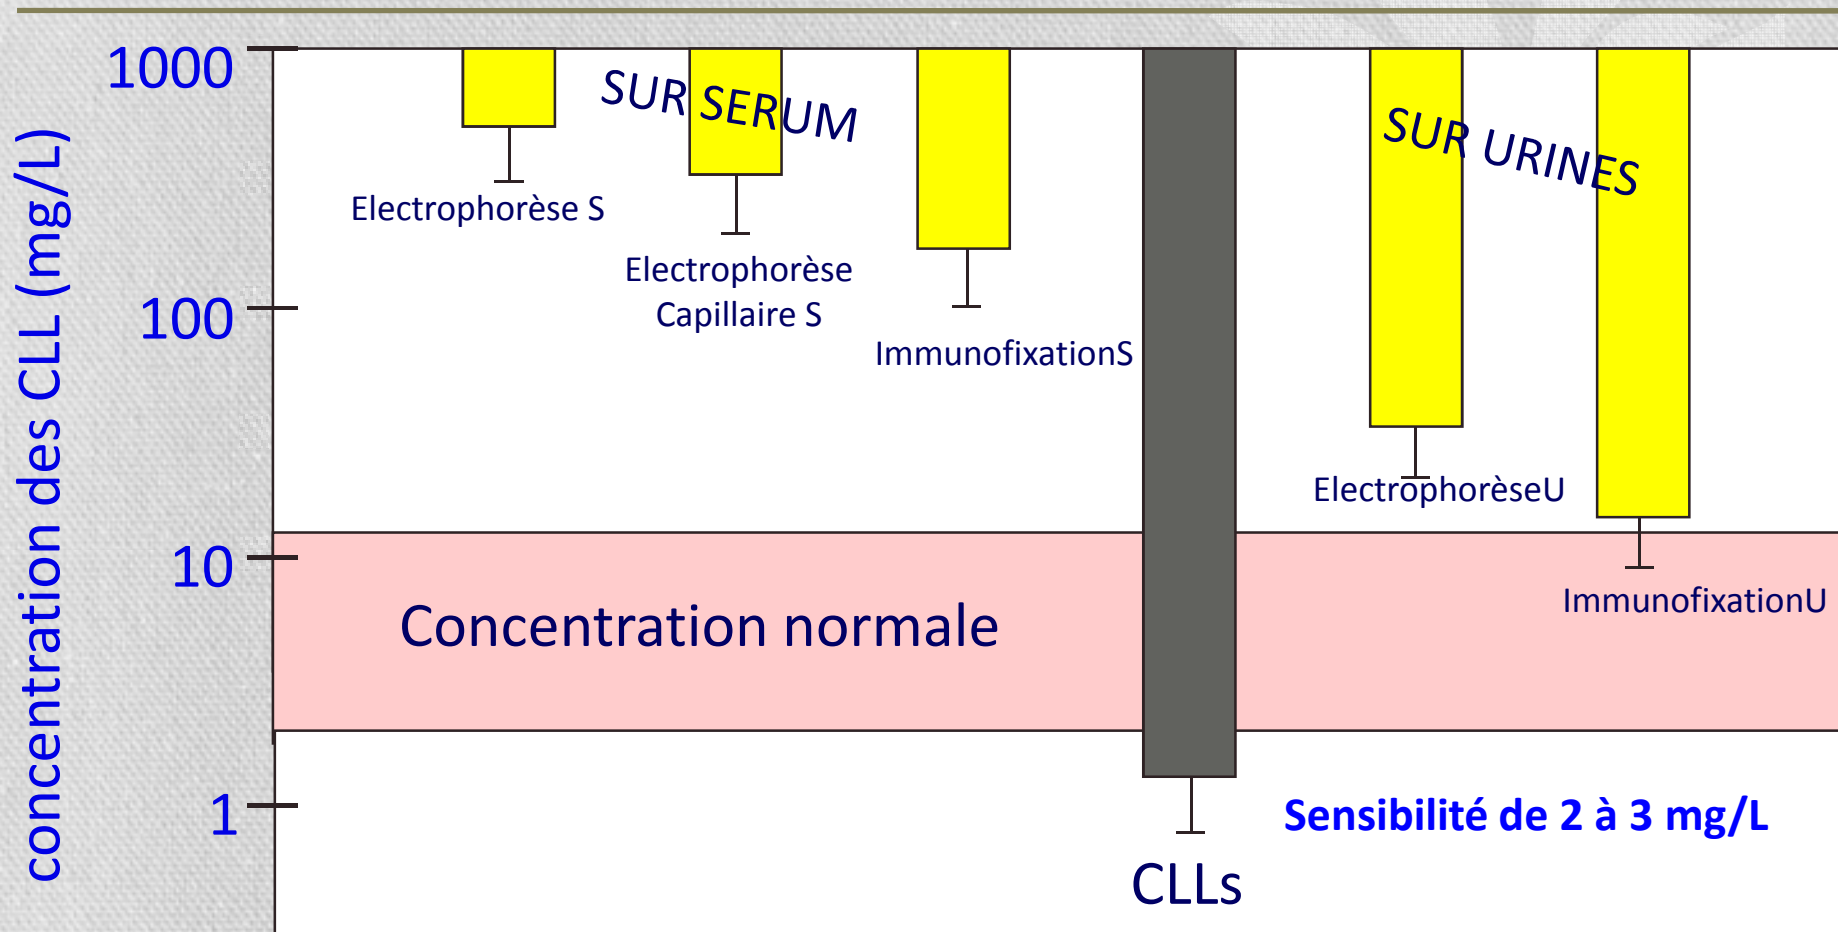 concentration des CLL (mg/L)
1000
100
10
1
SUR SERUM
SUR URINES
Electrophorèse S
Electrophorèse
Capillaire S
ImmunofixationS
ElectrophorèseU
ImmunofixationU
Concentration normale
Sensibilité de 2 à 3 mg/L
CLLs